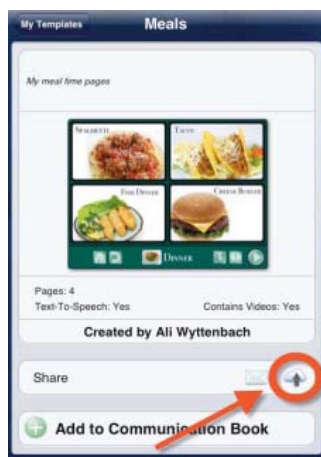 My Templates Meals
My meal time pages
SPAGHETTI TACOS
FISH DINNER CHEESE BURGER
DINNER
Pages: 4
Text-To-Speech: Yes Contains Videos: Yes
Created by Ali Wyttenbach
Share
Add to Communication Book